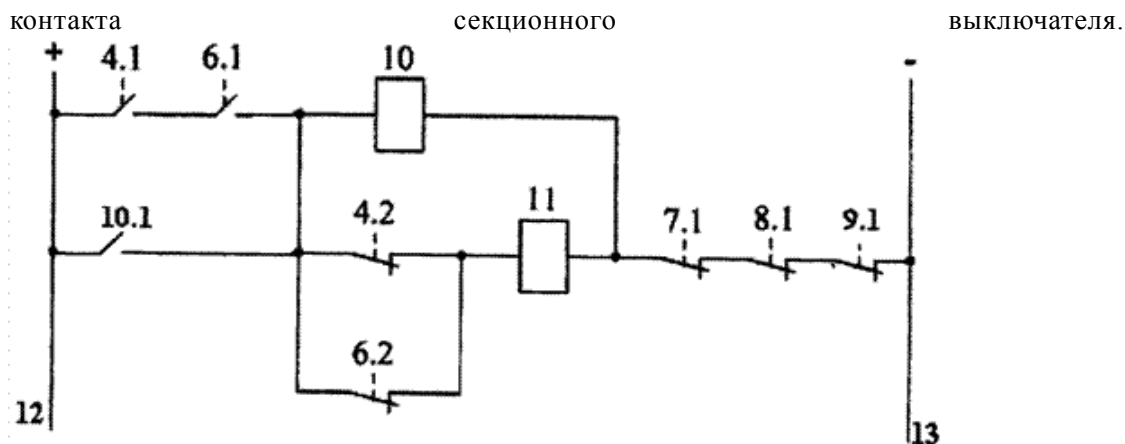 контакта секционного выключателя.
+ 4.1 6.1 10 -
10.1 4.2 11 7.1 8.1 9.1
6.2
12 13